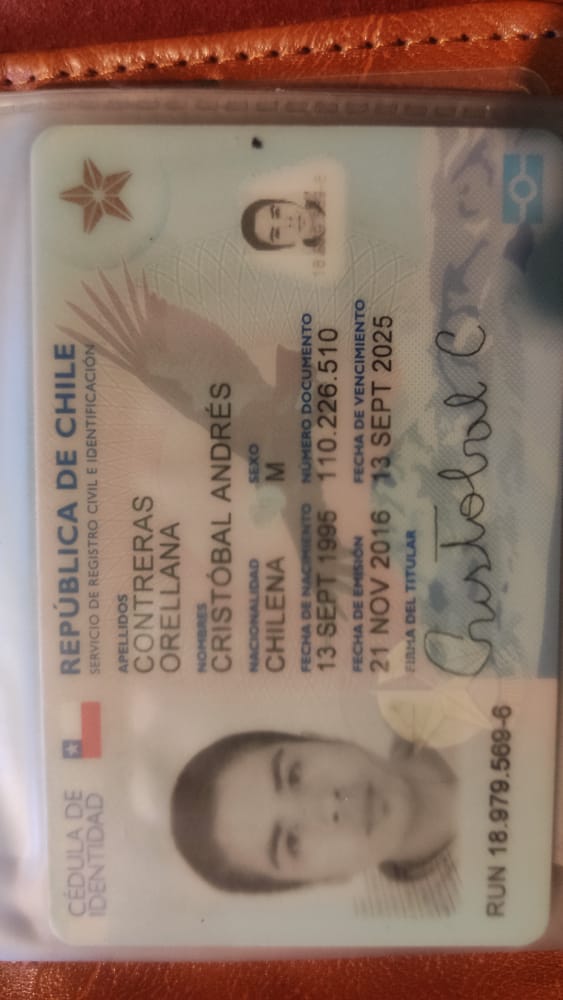 CÉDULA DE
IDENTIDAD
REPÚBLICA DE CHILE
SERVICIO DE REGISTRO CIVIL E IDENTIFICACIÓN
APELLIDOS
CONTRERAS
ORELLANA
NOMBRES
CRISTÓBAL ANDRÉS
NACIONALIDAD SEXO
CHILENA M
FECHA DE NACIMIENTO NÚMERO DOCUMENTO
13 SEPT 1995 110.226.510
FECHA DE EMISIÓN FECHA DE VENCIMIENTO
21 NOV 2016 13 SEPT 2025
FIRMA DEL TITULAR
Cristobal C
RUN 18.979.569-6